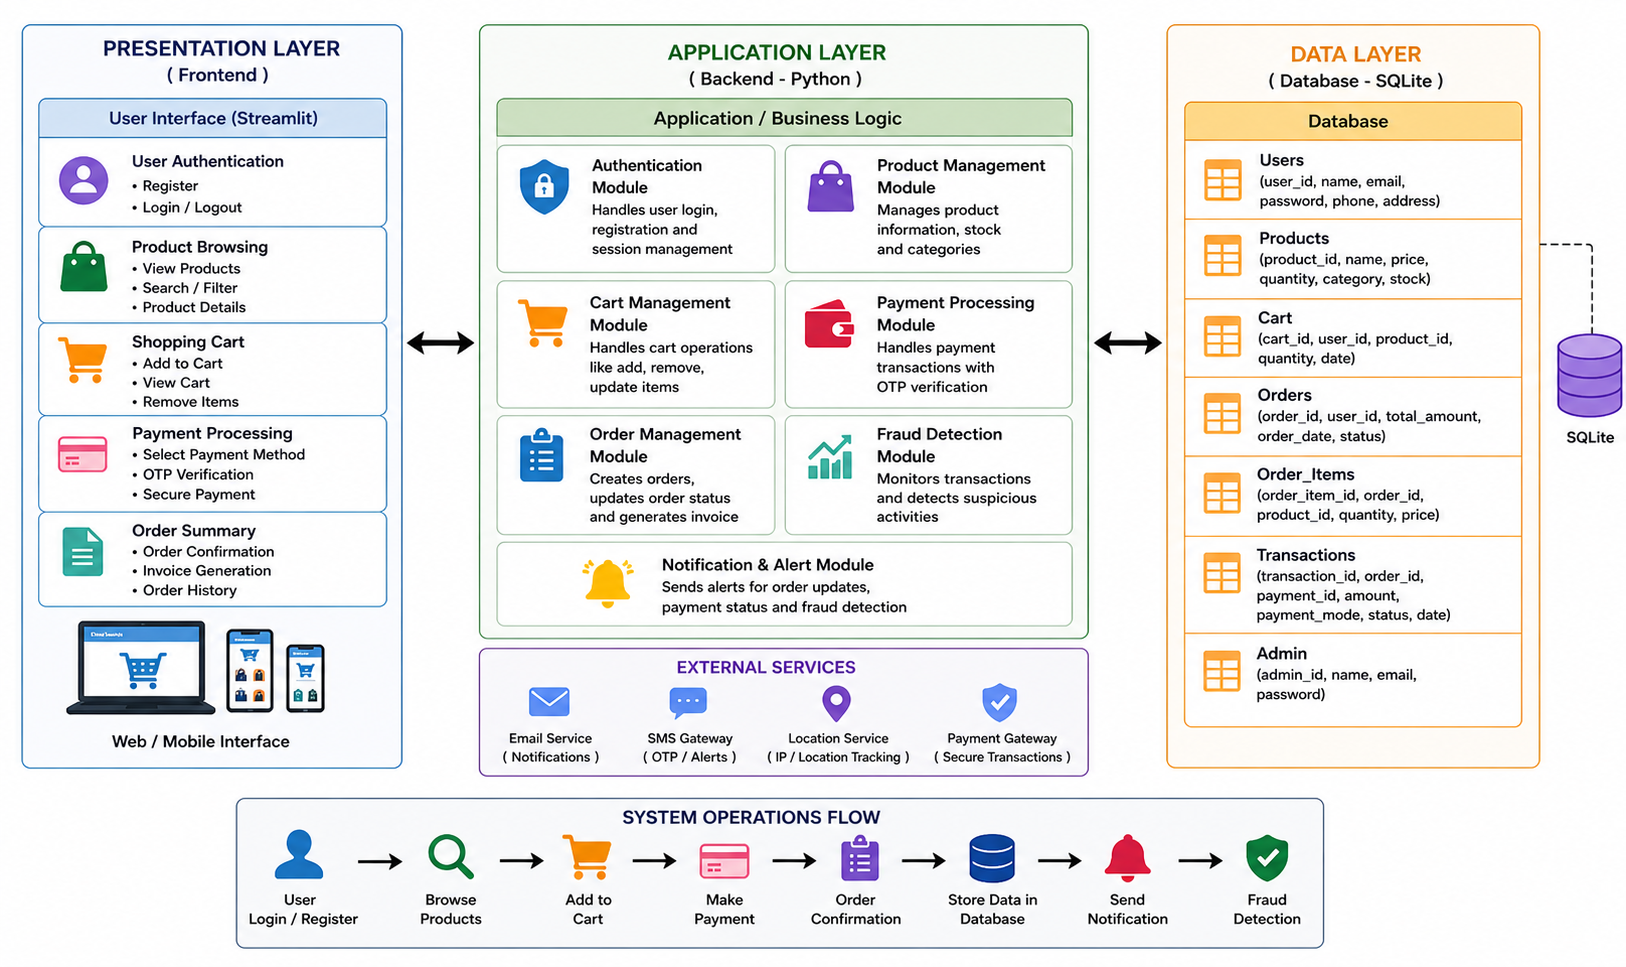 PRESENTATION LAYER
( Frontend )
User Interface (Streamlit)
User Authentication
• Register
• Login / Logout
Product Browsing
• View Products
• Search / Filter
• Product Details
Shopping Cart
• Add to Cart
• View Cart
• Remove Items
Payment Processing
• Select Payment Method
• OTP Verification
• Secure Payment
Order Summary
• Order Confirmation
• Invoice Generation
• Order History
Web / Mobile Interface
APPLICATION LAYER
( Backend - Python )
Application / Business Logic
Authentication
Module
Handles user login,
registration and
session management
Product Management
Module
Manages product
information, stock
and categories
Cart Management
Module
Handles cart operations
like add, remove,
update items
Payment Processing
Module
Handles payment
transactions with
OTP verification
Order Management
Module
Creates orders,
updates order status
and generates invoice
Fraud Detection
Module
Monitors transactions
and detects suspicious
activities
Notification & Alert Module
Sends alerts for order updates,
payment status and fraud detection
EXTERNAL SERVICES
Email Service
( Notifications )
SMS Gateway
( OTP / Alerts )
Location Service
( IP / Location Tracking )
Payment Gateway
( Secure Transactions )
DATA LAYER
( Database - SQLite )
Database
Users
(user_id, name, email,
password, phone, address)
Products
(product_id, name, price,
quantity, category, stock)
Cart
(cart_id, user_id, product_id,
quantity, date)
Orders
(order_id, user_id, total_amount,
order_date, status)
Order_Items
(order_item_id, order_id,
product_id, quantity, price)
Transactions
(transaction_id, order_id,
payment_id, amount,
payment_mode, status, date)
Admin
(admin_id, name, email,
password)
SQLite
SYSTEM OPERATIONS FLOW
User
Login / Register
Browse
Products
Add to
Cart
Make
Payment
Order
Confirmation
Store Data in
Database
Send
Notification
Fraud
Detection